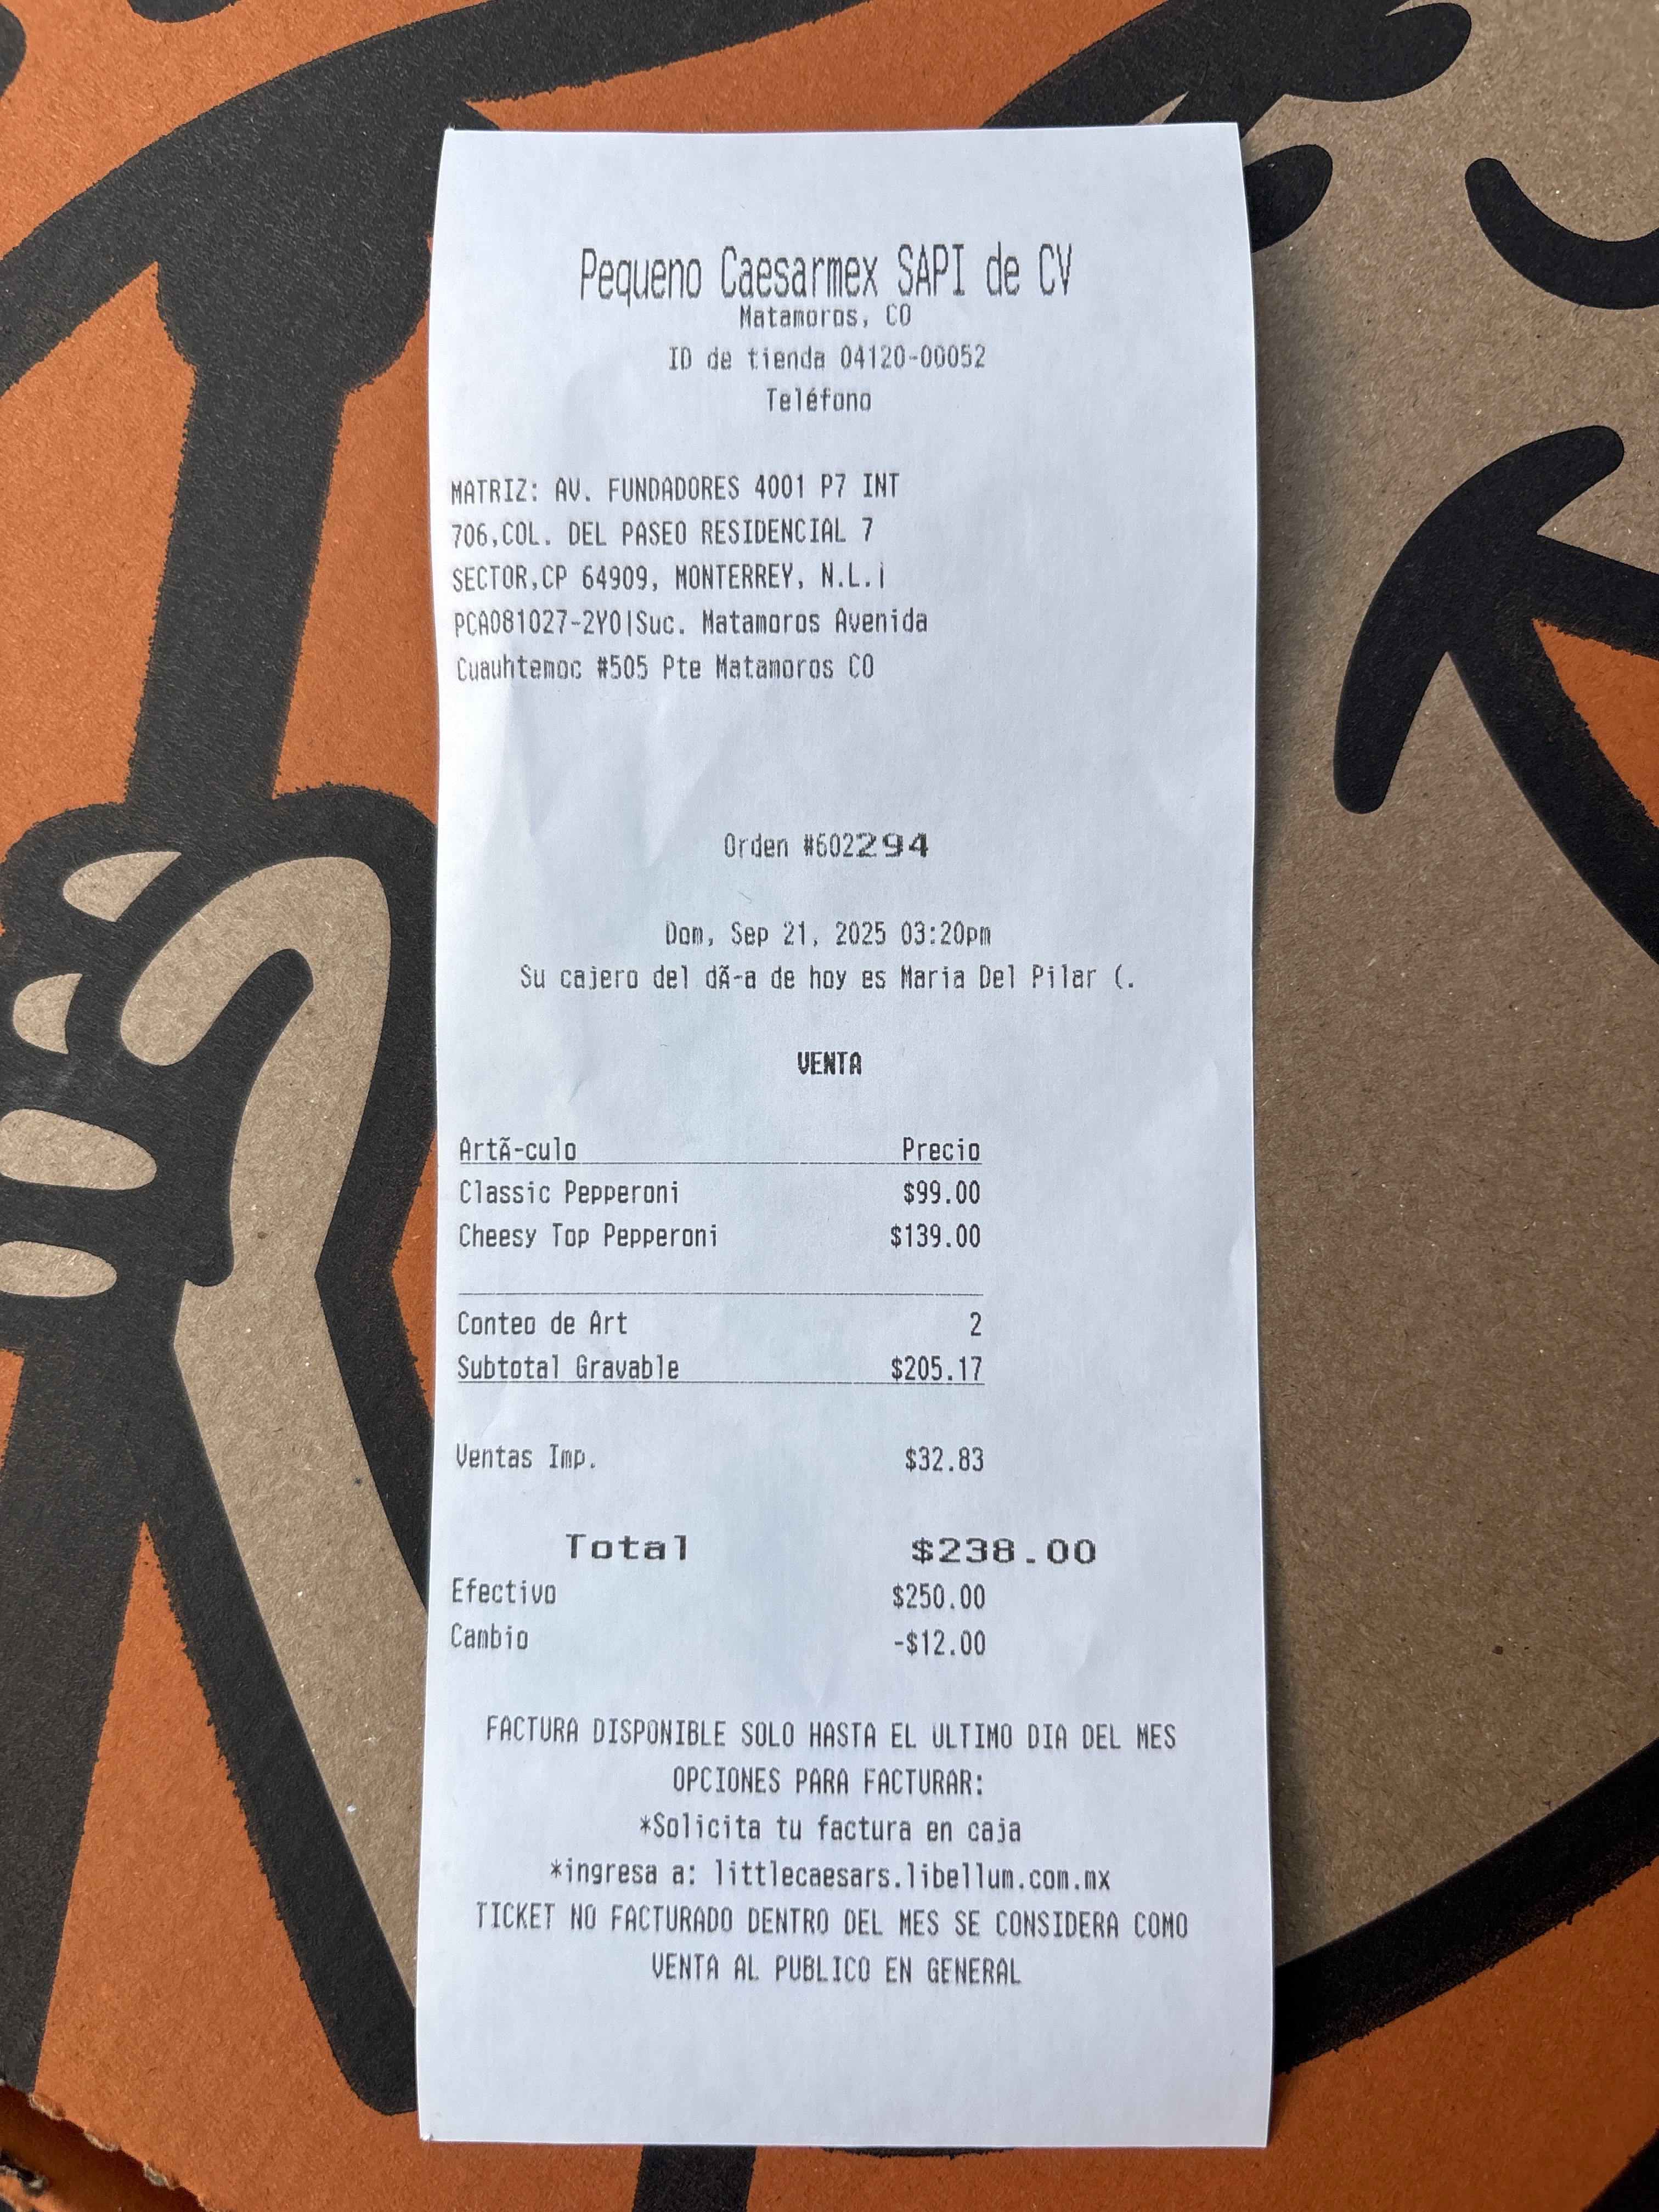 Pequeno Caesarmex SAPI de CV
Matamoros, CO
ID de tienda 04120-00052
Teléfono
MATRIZ: AV. FUNDADORES 4001 P7 INT
706,COL. DEL PASEO RESIDENCIAL 7
SECTOR,CP 64909, MONTERREY, N.L.¡
PCA081027-2Y0|Suc. Matamoros Avenida
Cuauhtemoc #505 Pte Matamoros CO
Orden #602294
Dom, Sep 21, 2025 03:20pm
Su cajero del dÃ-a de hoy es Maria Del Pilar (.
VENTA
ArtÃ-culo Precio
Classic Pepperoni $99.00
Cheesy Top Pepperoni $139.00
Conteo de Art 2
Subtotal Gravable $205.17
Ventas Imp. $32.83
Total $238.00
Efectivo $250.00
Cambio -$12.00
FACTURA DISPONIBLE SOLO HASTA EL ULTIMO DIA DEL MES
OPCIONES PARA FACTURAR:
*Solicita tu factura en caja
*ingresa a: littlecaesars.libellum.com.mx
TICKET NO FACTURADO DENTRO DEL MES SE CONSIDERA COMO
VENTA AL PUBLICO EN GENERAL